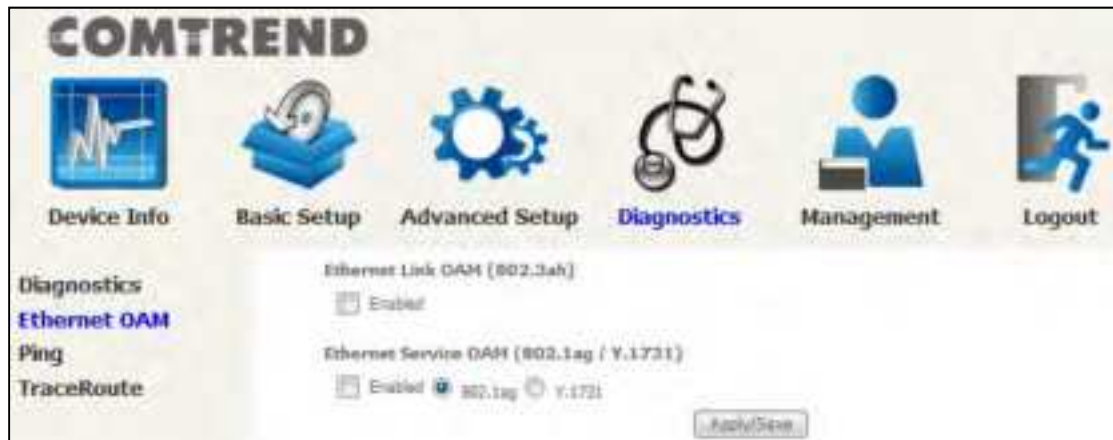 COMTREND
Device Info Basic Setup Advanced Setup Diagnostics Management Logout
Diagnostics
Ethernet OAM
Ping
TraceRoute
Ethernet Link OAM (802.3ah)
Enabled
Ethernet Service OAM (802.1ag / Y.1731)
Enabled 802.1ag Y.1731
Apply/Save